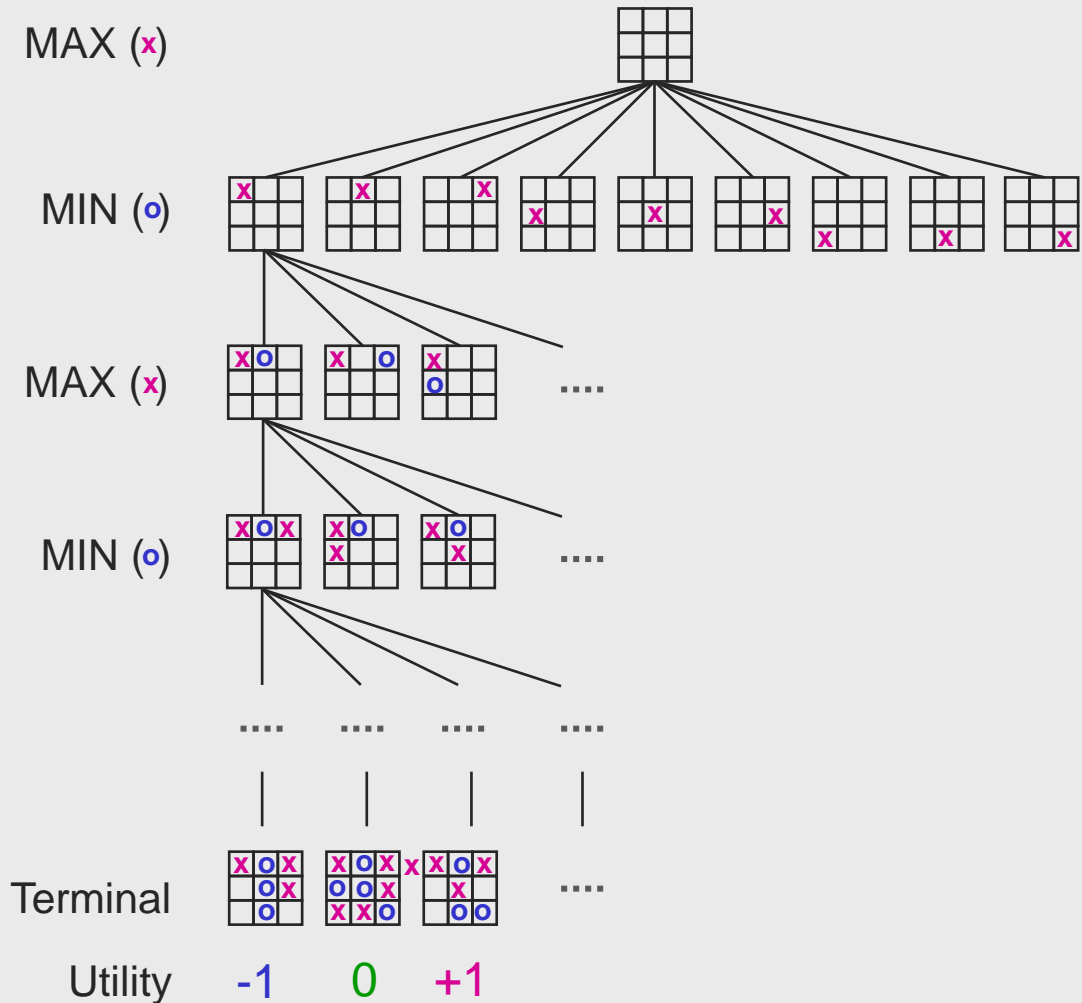 MAX (x)
MIN (o)
x x x x x x x x x
MAX (x)
x o x o x
o
....
MIN (o)
x o x x o x o
x x
....
.... .... .... ....
Terminal
x o x x o x x x o x
o x o o x x
o x x o o o
....
Utility -1 0 +1